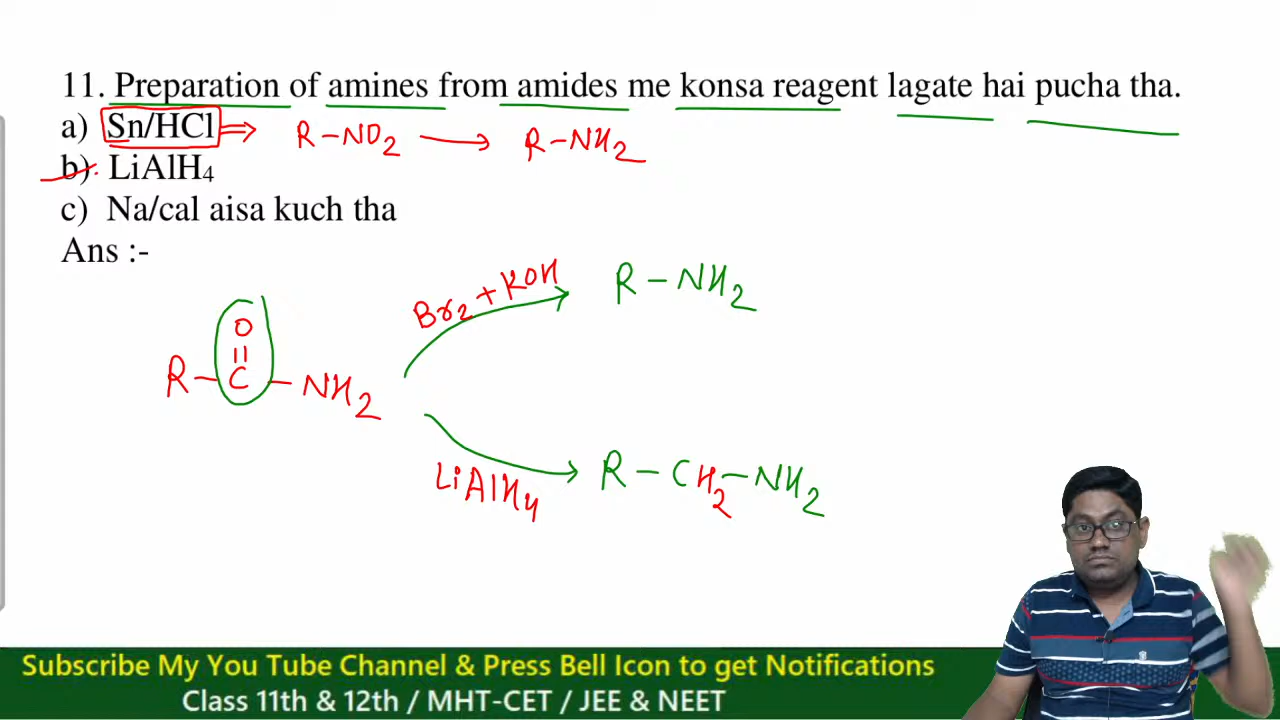 11. Preparation of amines from amides me konsa reagent lagate hai pucha tha.
a) Sn/HCl ⇒ R-NO2 ⟶ R-NH2
b) LiAlH4
c) Na/cal aisa kuch tha
Ans :-
Br2 + KOH
R-NH2
O
||
R-C-NH2
LiAlH4
R-CH2-NH2
Subscribe My You Tube Channel & Press Bell Icon to get Notifications
Class 11th & 12th / MHT-CET / JEE & NEET